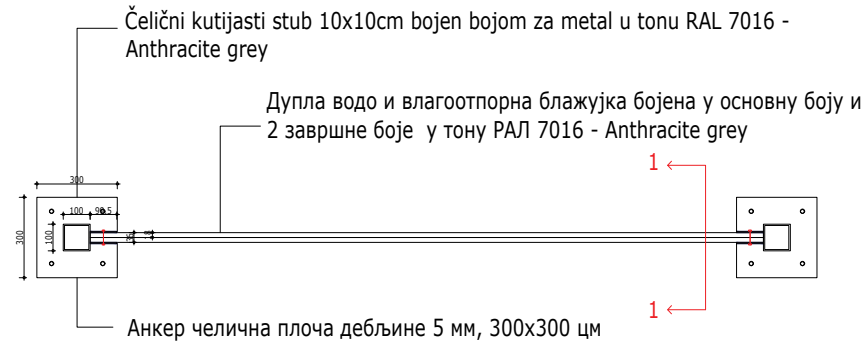 Čelični kutijasti stub 10x10cm bojen bojom za metal u tonu RAL 7016 -
Anthracite grey
Дупла водо и влагоотпорна блажујка бојена у основну боју и
2 завршне боје у тону РАЛ 7016 - Anthracite grey
1
300
100
300
100
1
Анкер челична плоча дебљине 5 мм, 300x300 цм